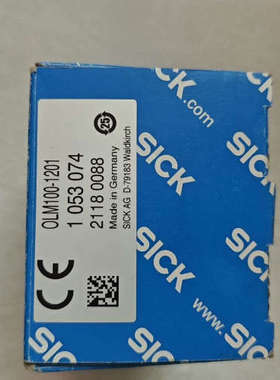 OLM100-1201
1 053 074
2118 0088
Made in Germany
SICK AG D-79183 Waldkirch
CE
25
SICK.com
SICK
SICK
SICK
SICK